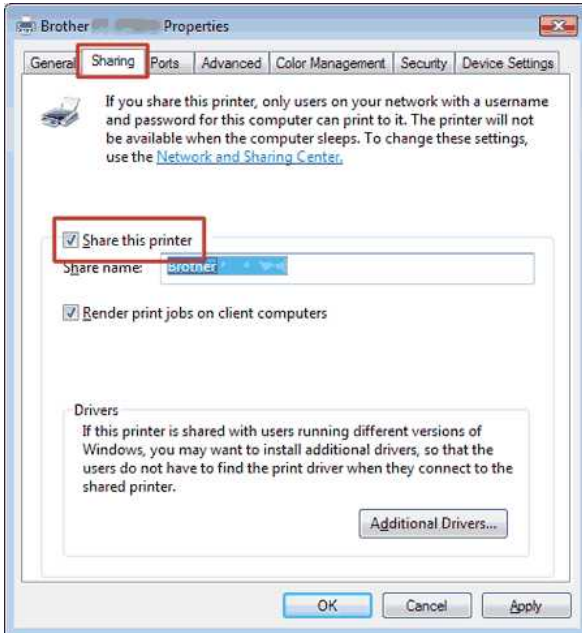 Brother Properties
General Sharing Ports Advanced Color Management Security Device Settings
If you share this printer, only users on your network with a username
and password for this computer can print to it. The printer will not
be available when the computer sleeps. To change these settings,
use the Network and Sharing Center.
Share this printer
Share name: Brother
Render print jobs on client computers
Drivers
If this printer is shared with users running different versions of
Windows, you may want to install additional drivers, so that the
users do not have to find the print driver when they connect to the
shared printer.
Additional Drivers...
OK Cancel Apply